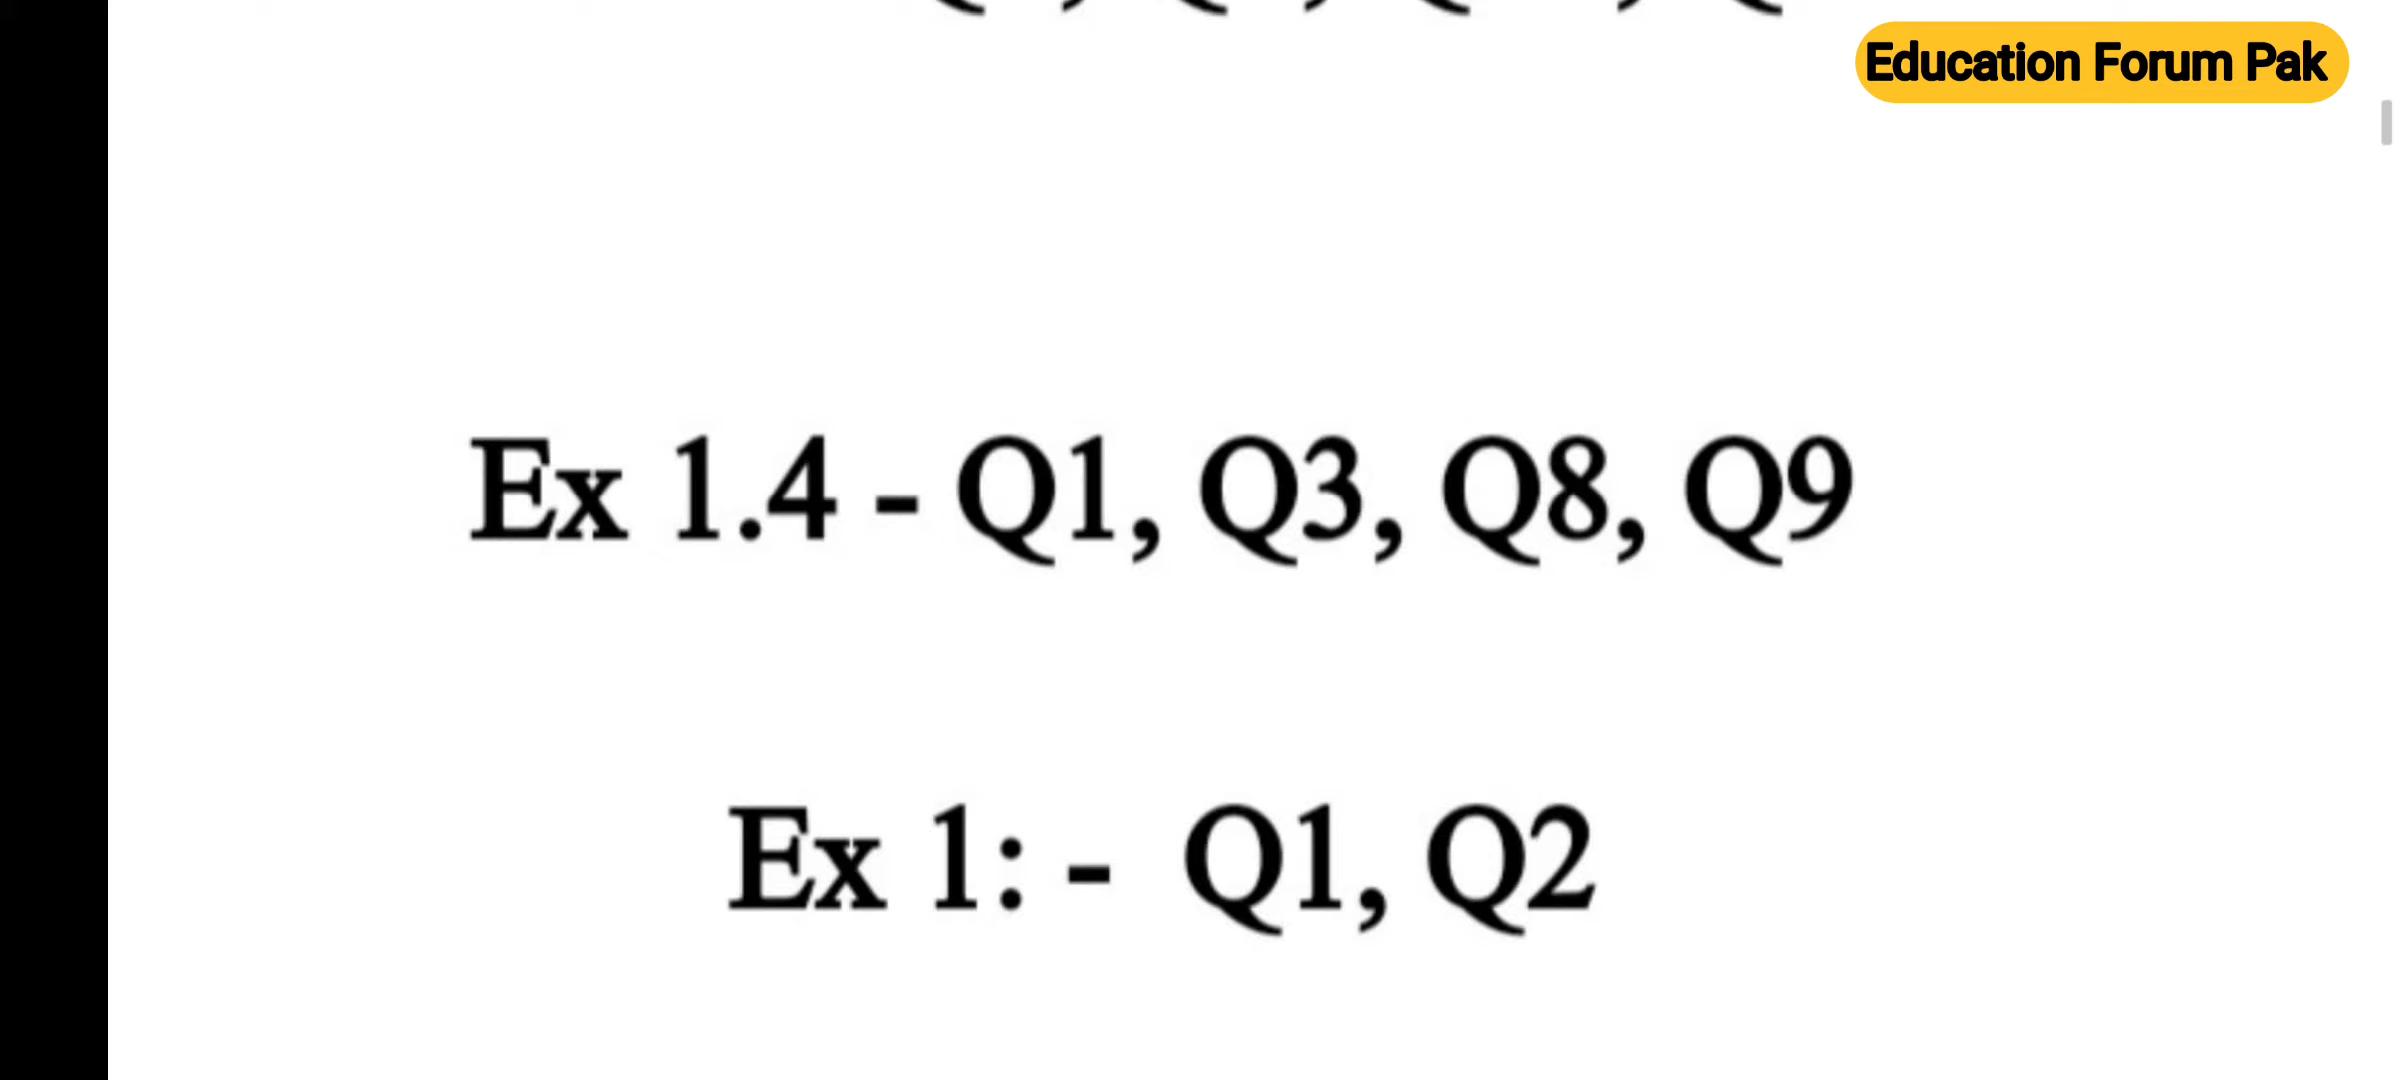 Education Forum Pak
Ex 1.4 - Q1, Q3, Q8, Q9
Ex 1: - Q1, Q2